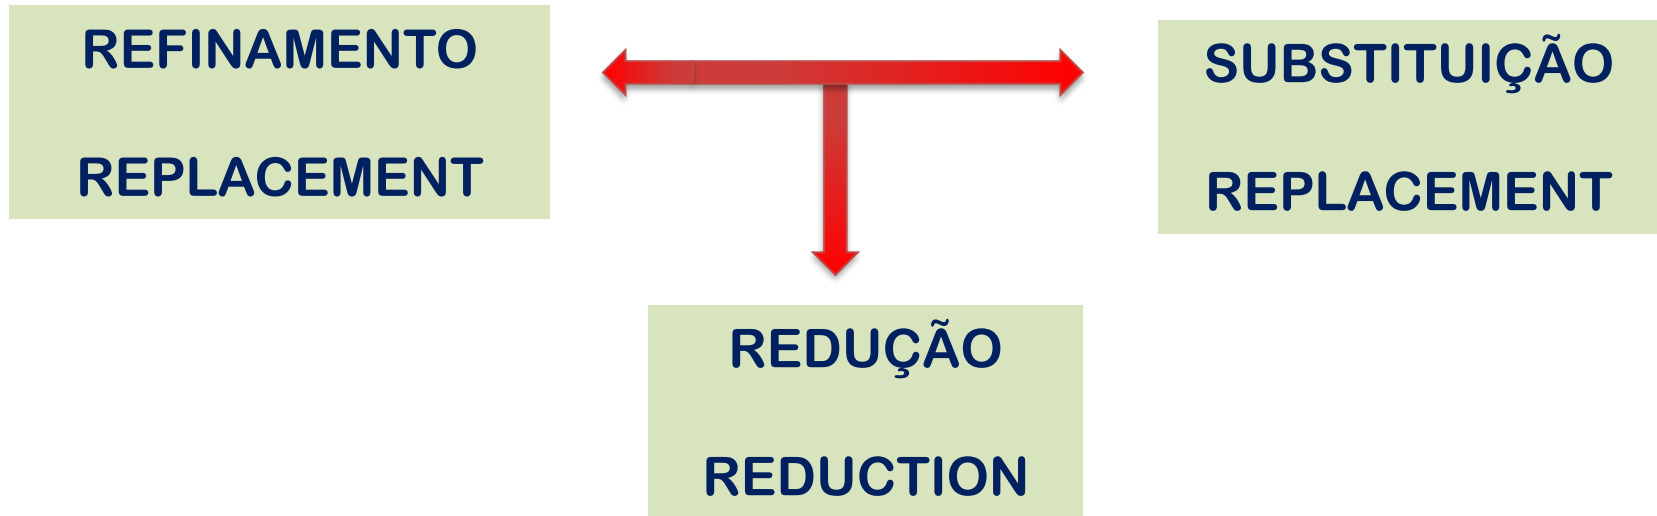 REFINAMENTO
REPLACEMENT
SUBSTITUIÇÃO
REPLACEMENT
REDUÇÃO
REDUCTION